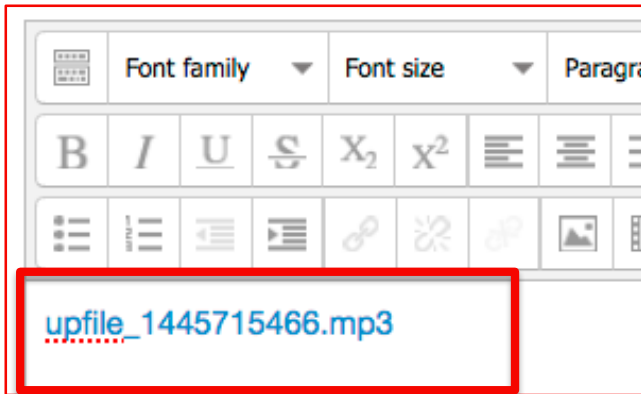 Font family Font size Paragra
B I U S X₂ X²
upfile_1445715466.mp3